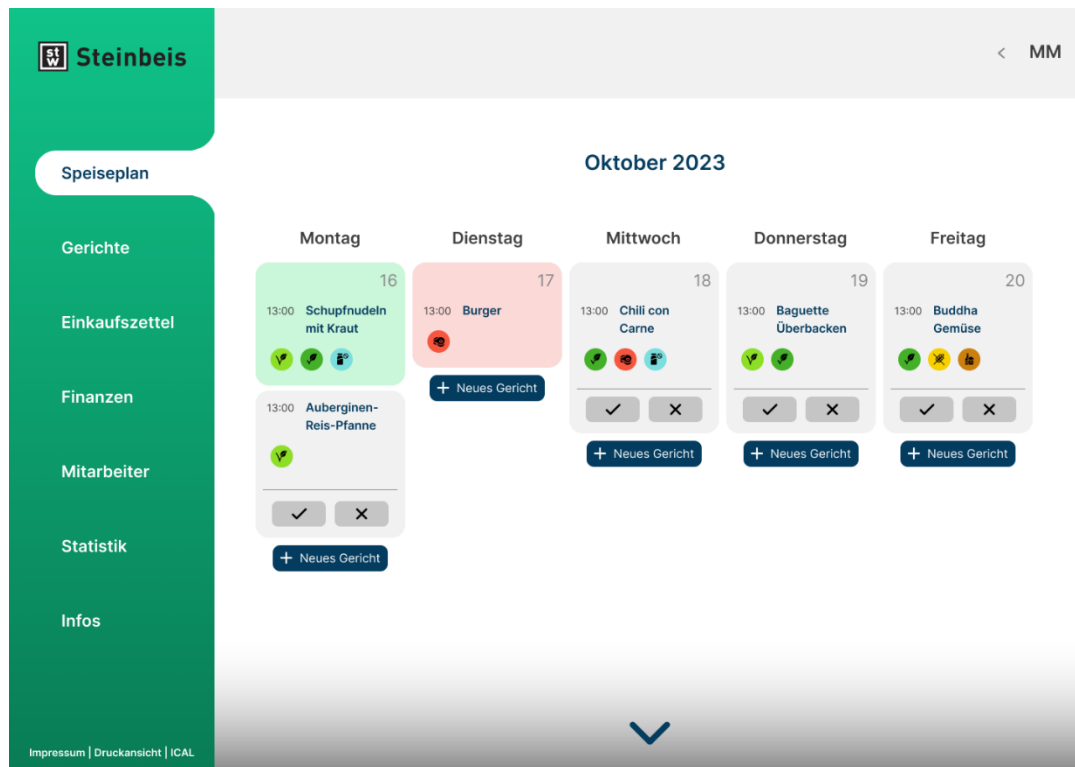 st
w
Steinbeis
< MM
Speiseplan
Gerichte
Einkaufszettel
Finanzen
Mitarbeiter
Statistik
Infos
Impressum | Druckansicht | ICAL
Oktober 2023
Montag
Dienstag
Mittwoch
Donnerstag
Freitag
16
13:00 Schupfnudeln
mit Kraut
13:00 Auberginen-
Reis-Pfanne
+ Neues Gericht
17
13:00 Burger
+ Neues Gericht
18
13:00 Chili con
Carne
+ Neues Gericht
19
13:00 Baguette
Überbacken
+ Neues Gericht
20
13:00 Buddha
Gemüse
+ Neues Gericht